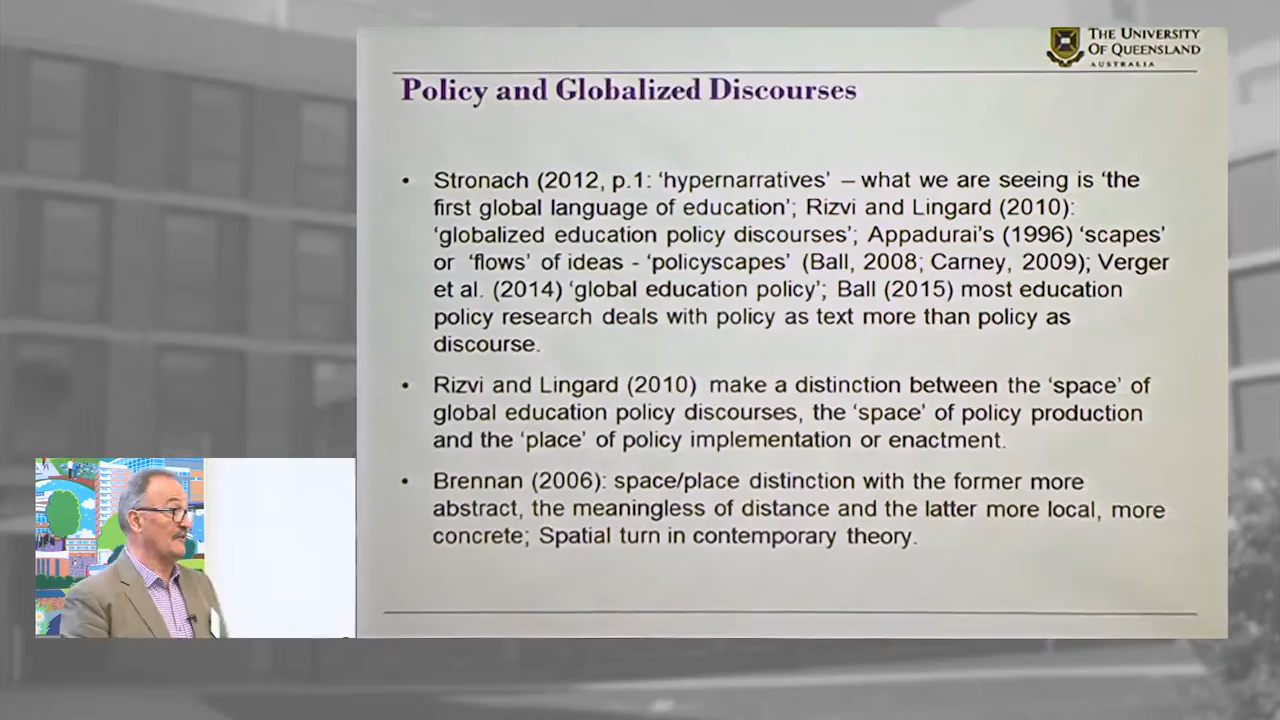 THE UNIVERSITY
OF QUEENSLAND
AUSTRALIA
Policy and Globalized Discourses
• Stronach (2012, p.1: ‘hypernarratives’ – what we are seeing is ‘the
first global language of education’; Rizvi and Lingard (2010):
‘globalized education policy discourses’; Appadurai’s (1996) ‘scapes’
or ‘flows’ of ideas - ‘policyscapes’ (Ball, 2008; Carney, 2009); Verger
et al. (2014) ‘global education policy’; Ball (2015) most education
policy research deals with policy as text more than policy as
discourse.
• Rizvi and Lingard (2010) make a distinction between the ‘space’ of
global education policy discourses, the ‘space’ of policy production
and the ‘place’ of policy implementation or enactment.
• Brennan (2006): space/place distinction with the former more
abstract, the meaningless of distance and the latter more local, more
concrete; Spatial turn in contemporary theory.